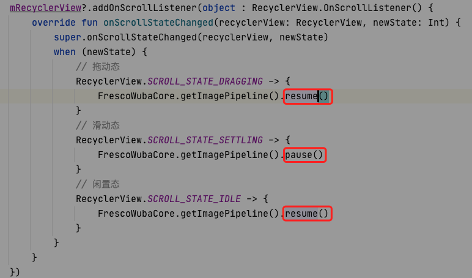 mRecyclerView?.addOnScrollListener(object : RecyclerView.OnScrollListener() {
override fun onScrollStateChanged(recyclerView: RecyclerView, newState: Int) {
super.onScrollStateChanged(recyclerView, newState)
when (newState) {
// 拖动态
RecyclerView.SCROLL_STATE_DRAGGING -> {
FrescoWubaCore.getImagePipeline().resume()
}
// 滑动态
RecyclerView.SCROLL_STATE_SETTLING -> {
FrescoWubaCore.getImagePipeline().pause()
}
// 闲置态
RecyclerView.SCROLL_STATE_IDLE -> {
FrescoWubaCore.getImagePipeline().resume()
}
}
}
})